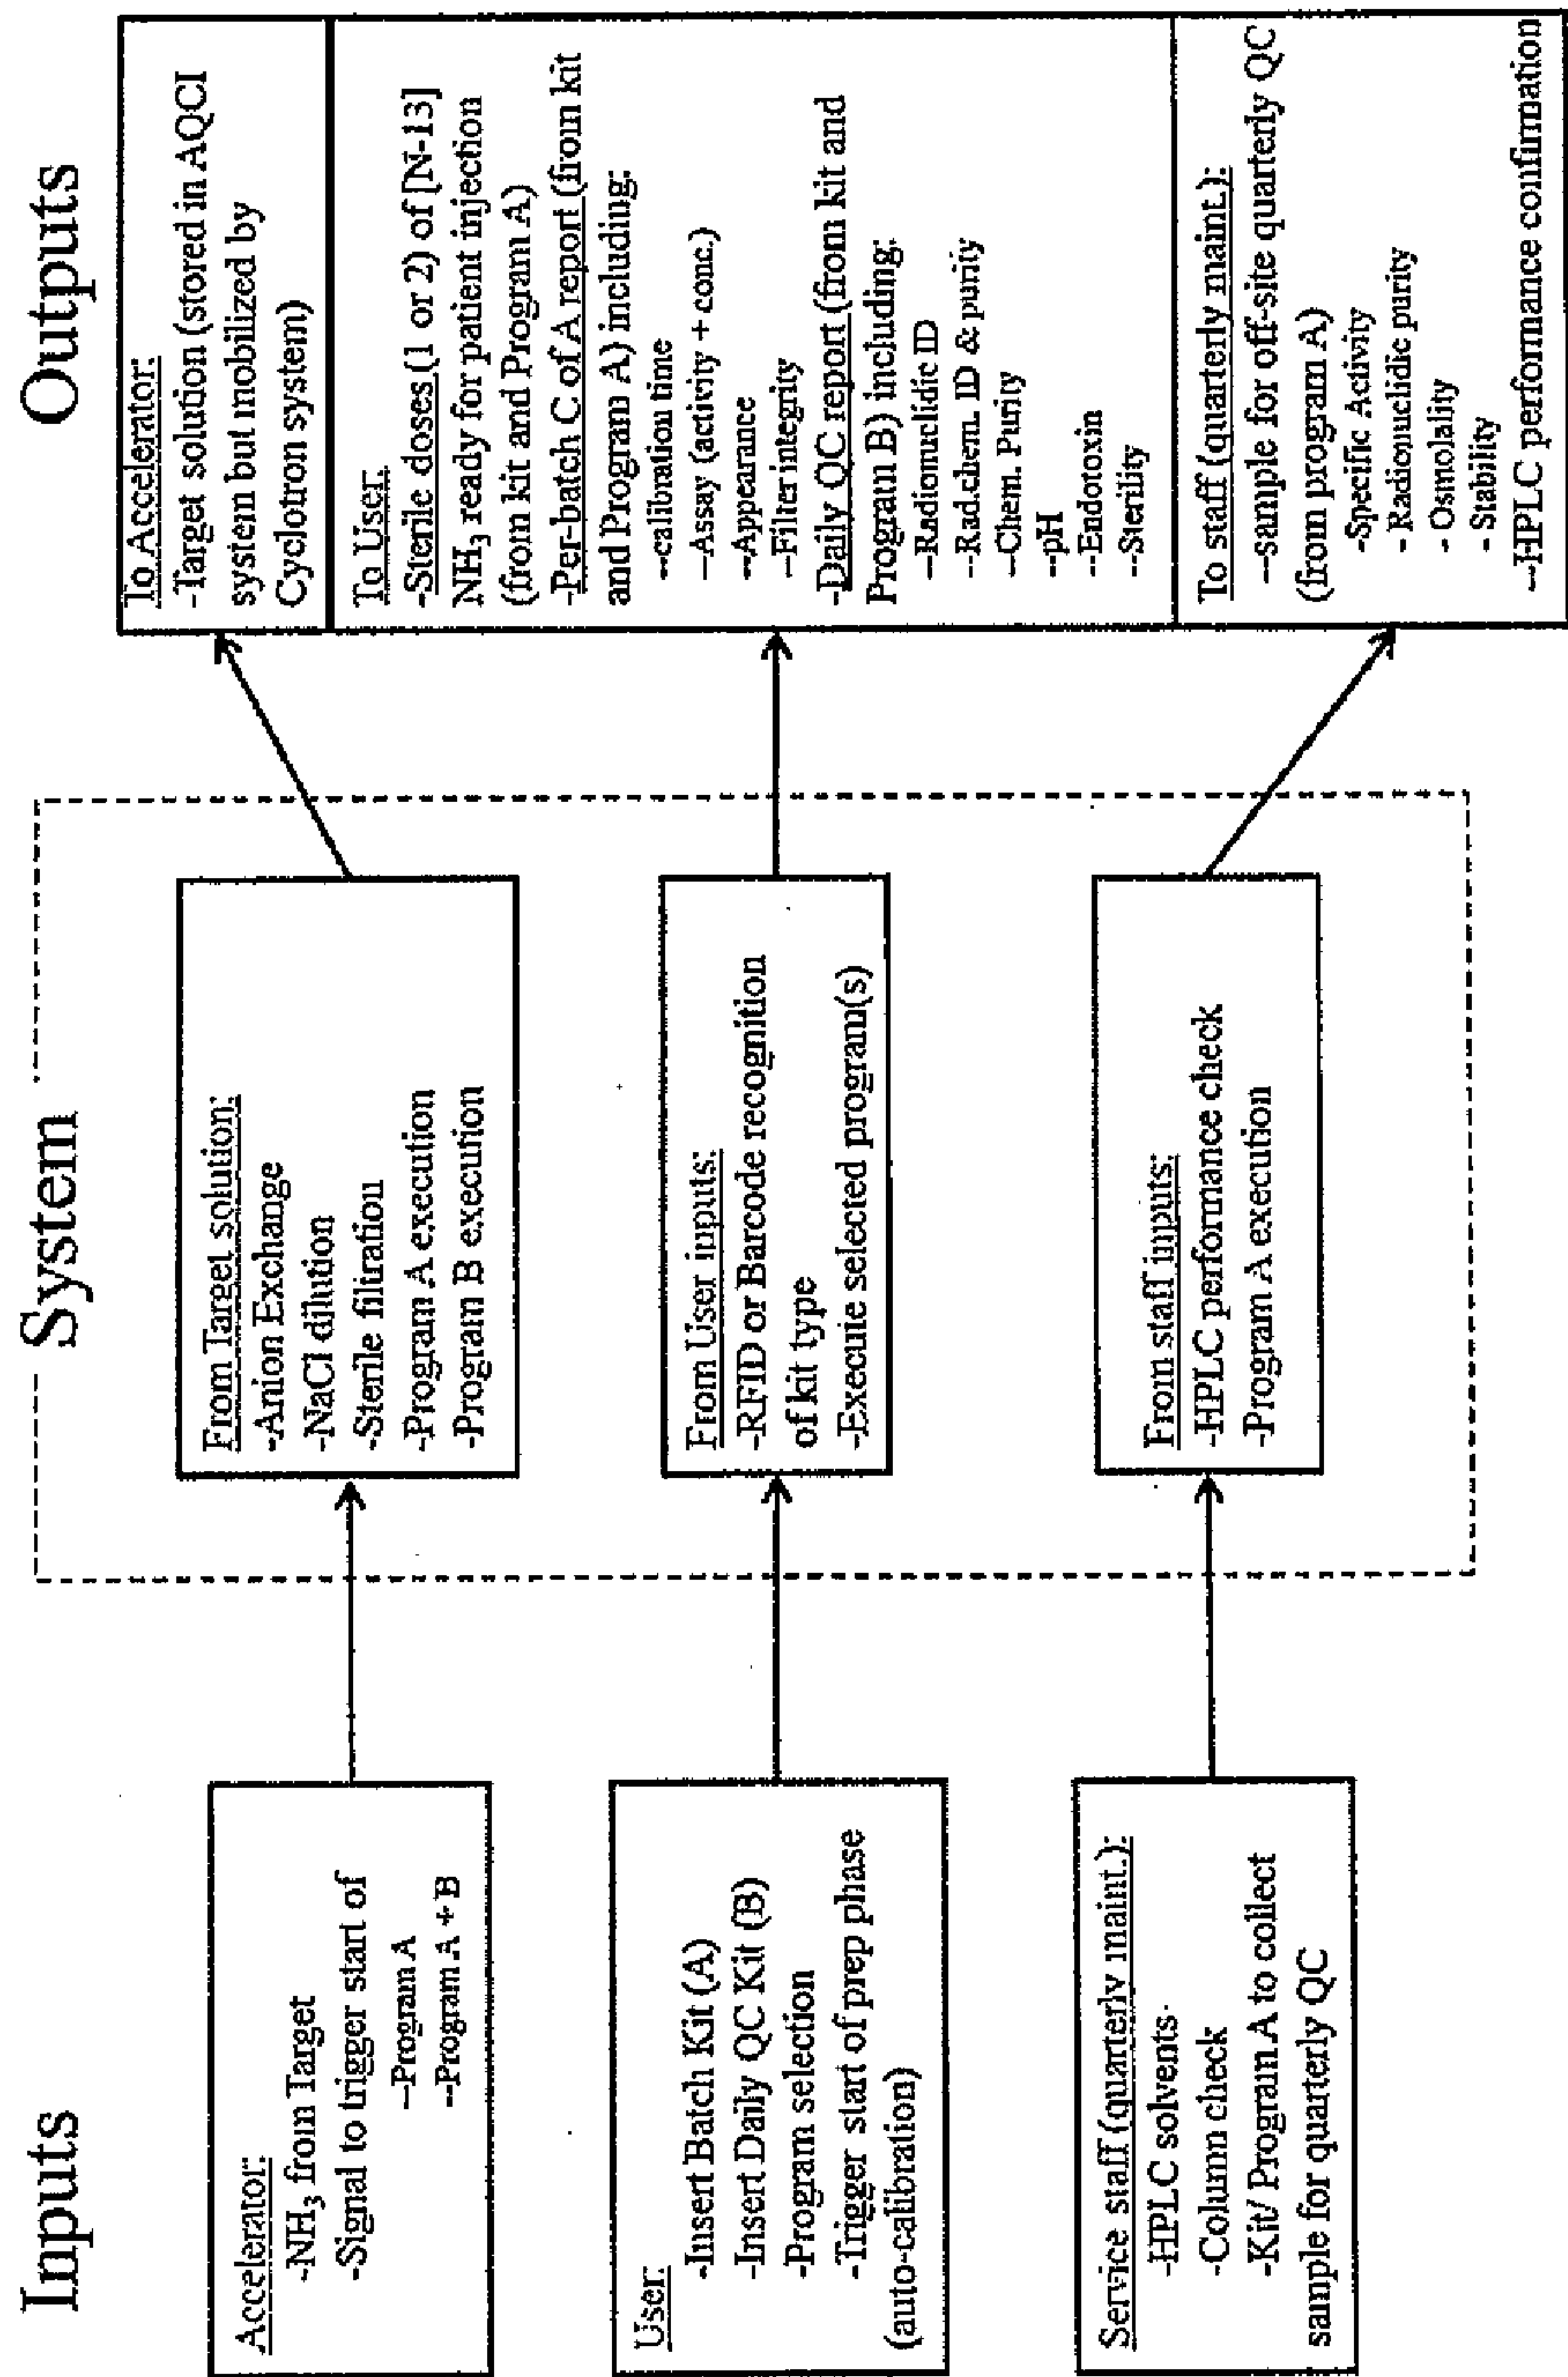 Inputs
Accelerator:
-NH₃ from Target
-Signal to trigger start of
--Program A
--Program A + B
User:
-Insert Batch Kit (A)
-Insert Daily QC Kit (B)
-Program selection
-Trigger start of prep phase
(auto-calibration)
Service staff (quarterly maint.):
-HPLC solvents
-Column check
-Kit/ Program A to collect
sample for quarterly QC
System
From Target solution:
-Anion Exchange
-NaCl dilution
-Sterile filtration
-Program A execution
-Program B execution
From User inputs:
-RFID or Barcode recognition
of kit type
-Execute selected program(s)
From staff inputs:
-HPLC performance check
-Program A execution
Outputs
To Accelerator:
-Target solution (stored in AQCI
system but mobilized by
Cyclotron system)
To User:
-Sterile doses (1 or 2) of [N-13]
NH₃ ready for patient injection
(from kit and Program A)
-Per-batch C of A report (from kit
and Program A) including:
--calibration time
--Assay (activity + conc.)
--Appearance
--Filter integrity
-Daily QC report (from kit and
Program B) including:
--Radionuclidic ID
--Rad.chem. ID & purity
--Chem. Purity
--pH
--Endotoxin
--Sterility
To staff (quarterly maint.):
--sample for off-site quarterly QC
(from program A)
-Specific Activity
- Radionuclidic purity
- Osmolality
- Stability
--HPLC performance confirmation